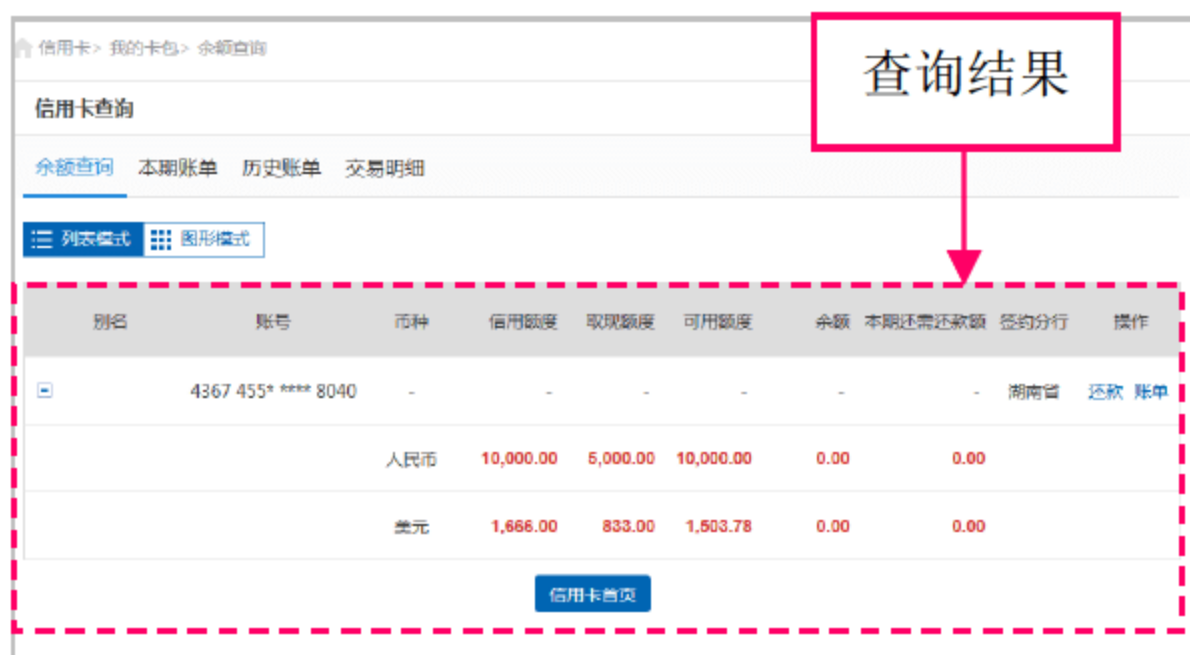 信用卡> 我的卡包> 余额查询
查询结果
信用卡查询
余额查询 本期账单 历史账单 交易明细
列表模式 图形模式
别名 账号 币种 信用额度 取现额度 可用额度 余额 本期还需还款额 签约分行 操作
4367 455* **** 8040 - - - - - - 湖南省 还款 账单
人民币 10,000.00 5,000.00 10,000.00 0.00 0.00
美元 1,666.00 833.00 1,503.78 0.00 0.00
信用卡首页